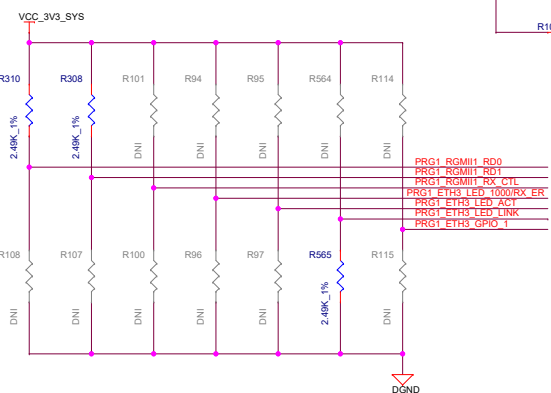 VCC_3V3_SYS
R310
R308
R101
R94
R95
R564
R114
2.49K_1%
2.49K_1%
DNI
DNI
DNI
DNI
DNI
PRG1_RGMII1_RD0
PRG1_RGMII1_RD1
PRG1_RGMII1_RX_CTL
PRG1_ETH3_LED_1000/RX_ER
PRG1_ETH3_LED_ACT
PRG1_ETH3_LED_LINK
PRG1_ETH3_GPIO_1
R108
R107
R100
R96
R97
R565
R115
DNI
DNI
DNI
DNI
DNI
2.49K_1%
DNI
DGND